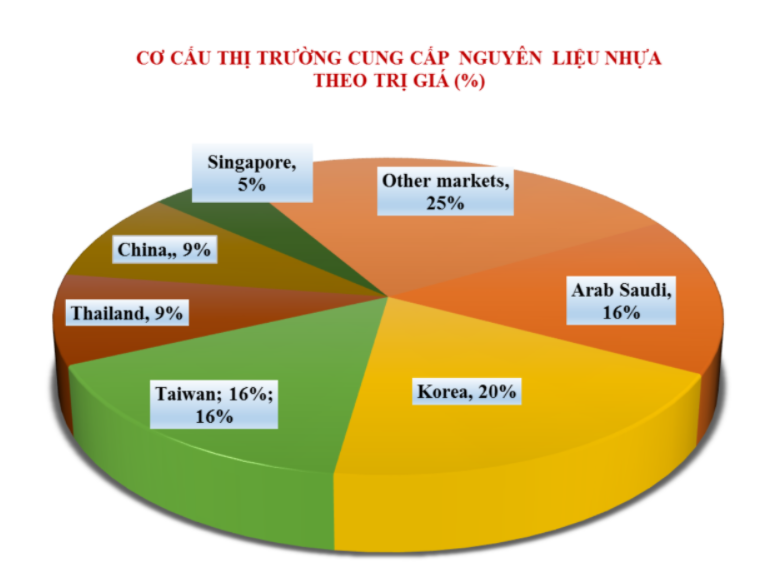 CƠ CẤU THỊ TRƯỜNG CUNG CẤP NGUYÊN LIỆU NHỰA
THEO TRỊ GIÁ (%)
Singapore,
5%
Other markets,
25%
China,, 9%
Arab Saudi,
16%
Thailand, 9%
Taiwan; 16%;
16%
Korea, 20%